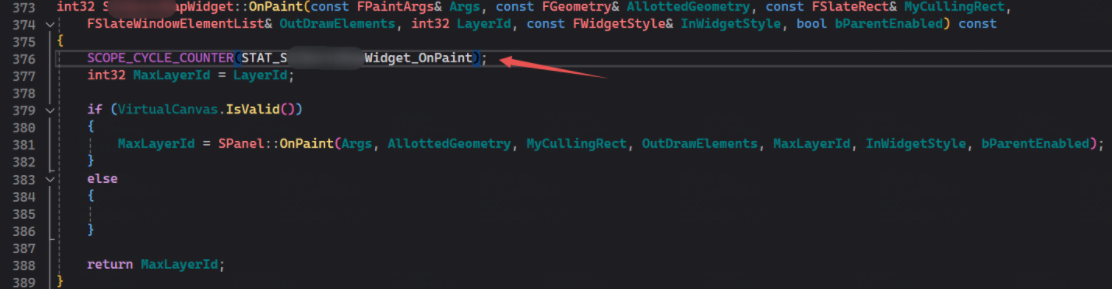 373 int32 S apWidget::OnPaint(const FPaintArgs& Args, const FGeometry& AllottedGeometry, const FSlateRect& MyCullingRect,
374 FSlateWindowElementList& OutDrawElements, int32 LayerId, const FWidgetStyle& InWidgetStyle, bool bParentEnabled) const
375 {
376 SCOPE_CYCLE_COUNTER(STAT_S Widget_OnPaint);
377 int32 MaxLayerId = LayerId;
378
379 if (VirtualCanvas.IsValid())
380 {
381 MaxLayerId = SPanel::OnPaint(Args, AllottedGeometry, MyCullingRect, OutDrawElements, MaxLayerId, InWidgetStyle, bParentEnabled);
382 }
383 else
384 {
385
386 }
387
388 return MaxLayerId;
389 }